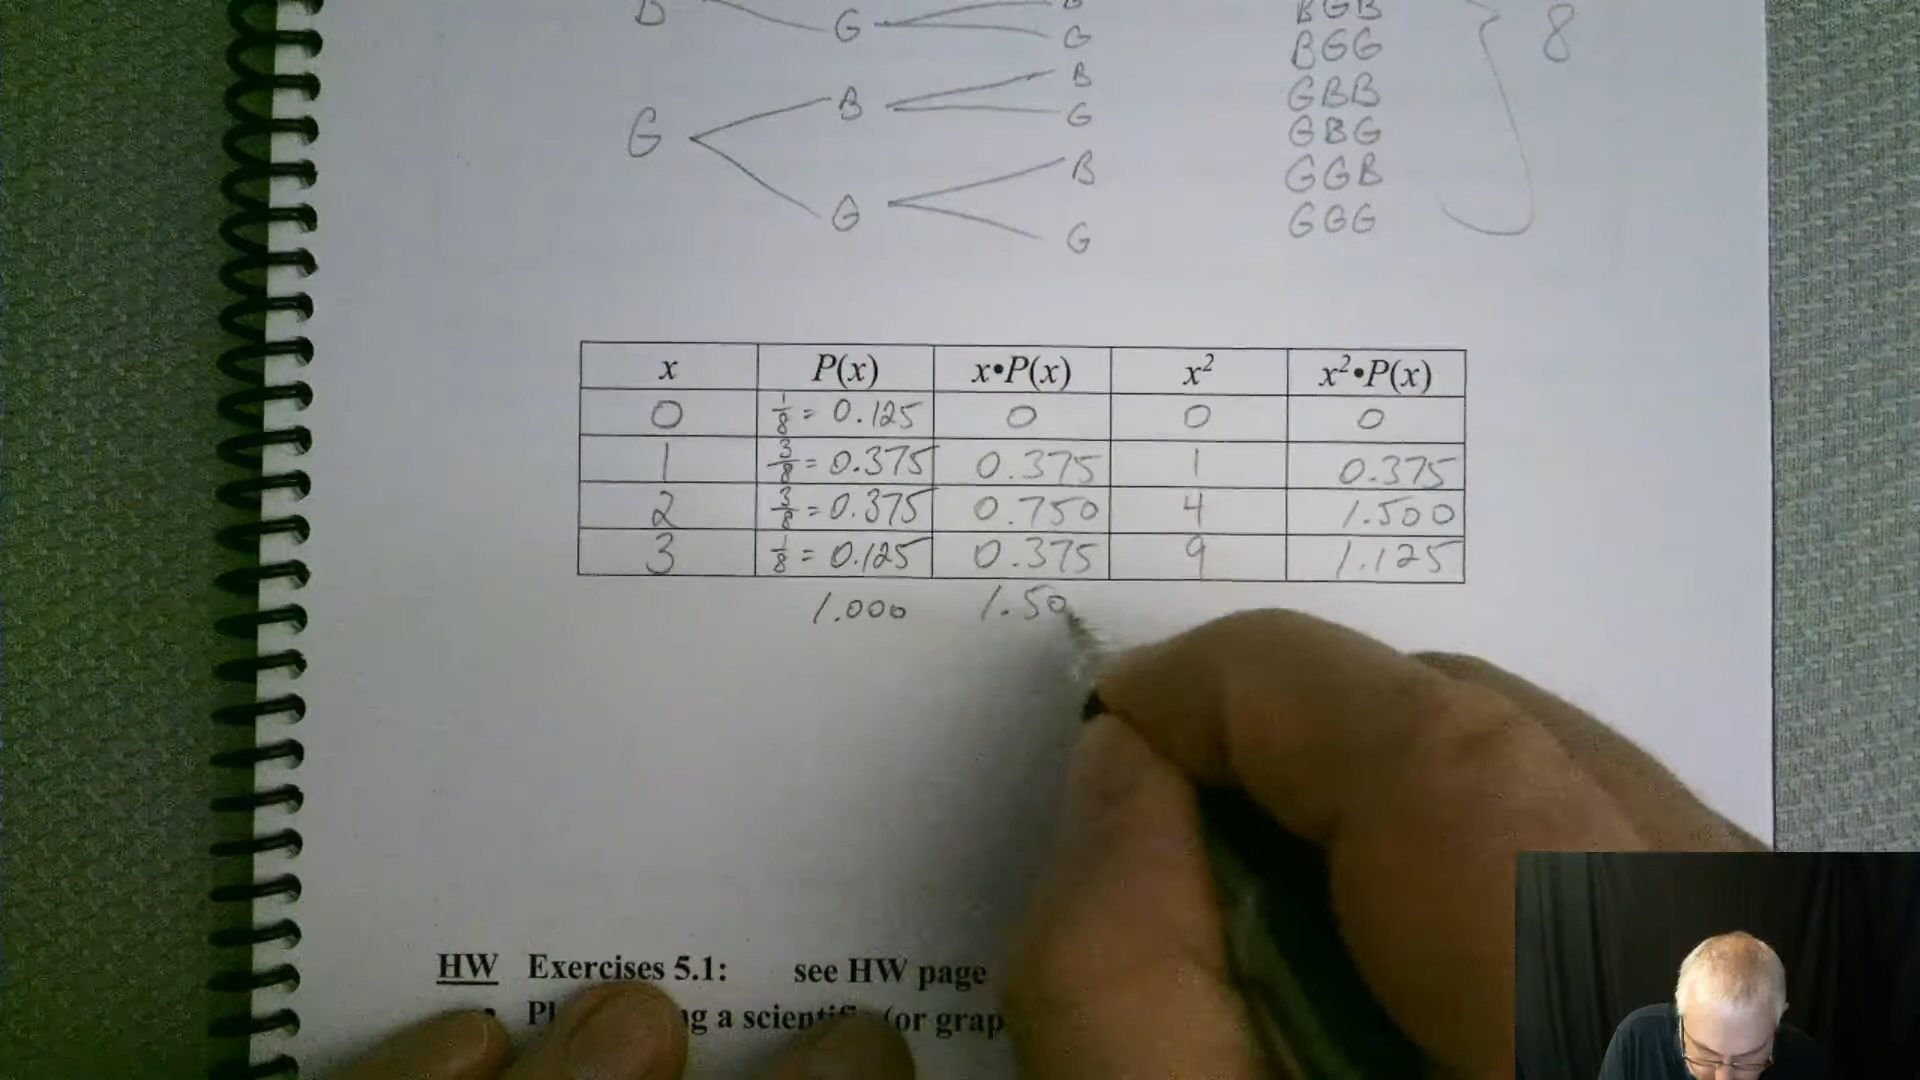 B G B BGB
G BGG
B B GBB
G GBG
G B GGB
G G GGG
8
x P(x) x•P(x) x² x²•P(x)
0 1/8 = 0.125 0 0 0
1 3/8 = 0.375 0.375 1 0.375
2 3/8 = 0.375 0.750 4 1.500
3 1/8 = 0.125 0.375 9 1.125
1.000 1.50
HW Exercises 5.1: see HW page
a